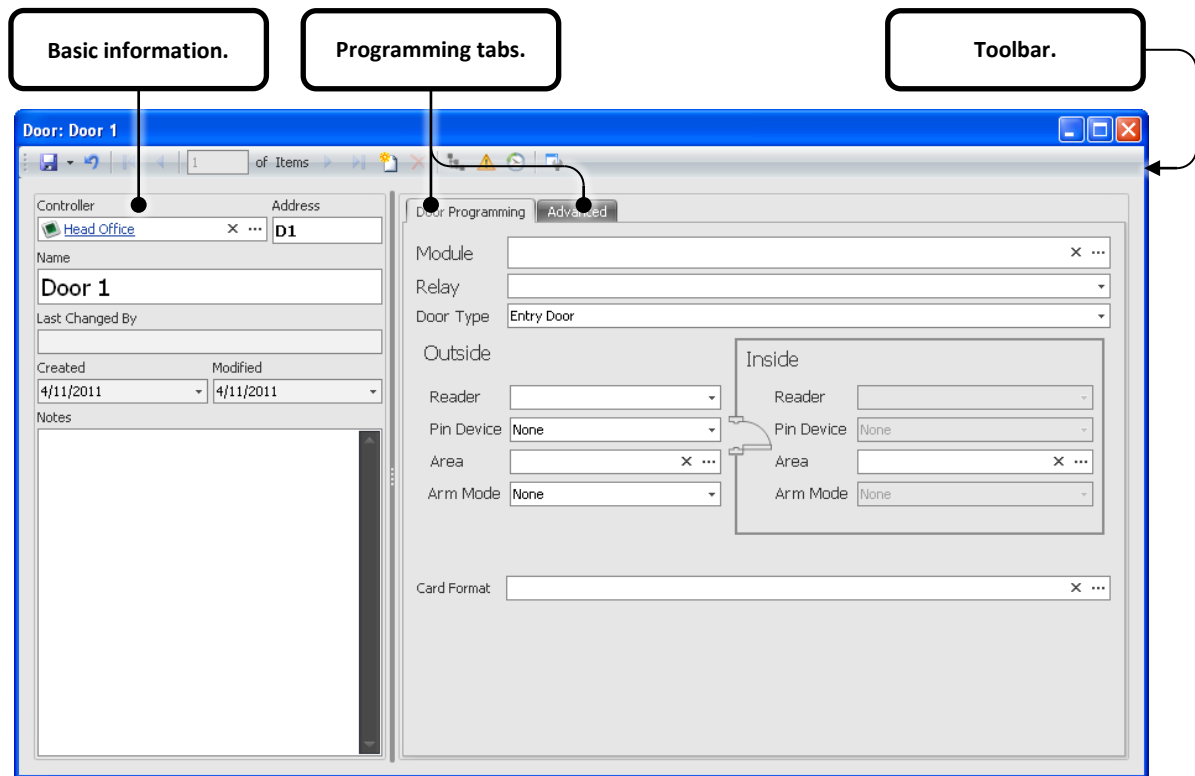 Basic information.
Programming tabs.
Toolbar.
Door: Door 1
1 of Items
Controller Address
Head Office D1
Name
Door 1
Last Changed By
Created Modified
4/11/2011 4/11/2011
Notes
Door Programming Advanced
Module
Relay
Door Type Entry Door
Outside
Reader
Pin Device None
Area
Arm Mode None
Inside
Reader
Pin Device None
Area
Arm Mode None
Card Format